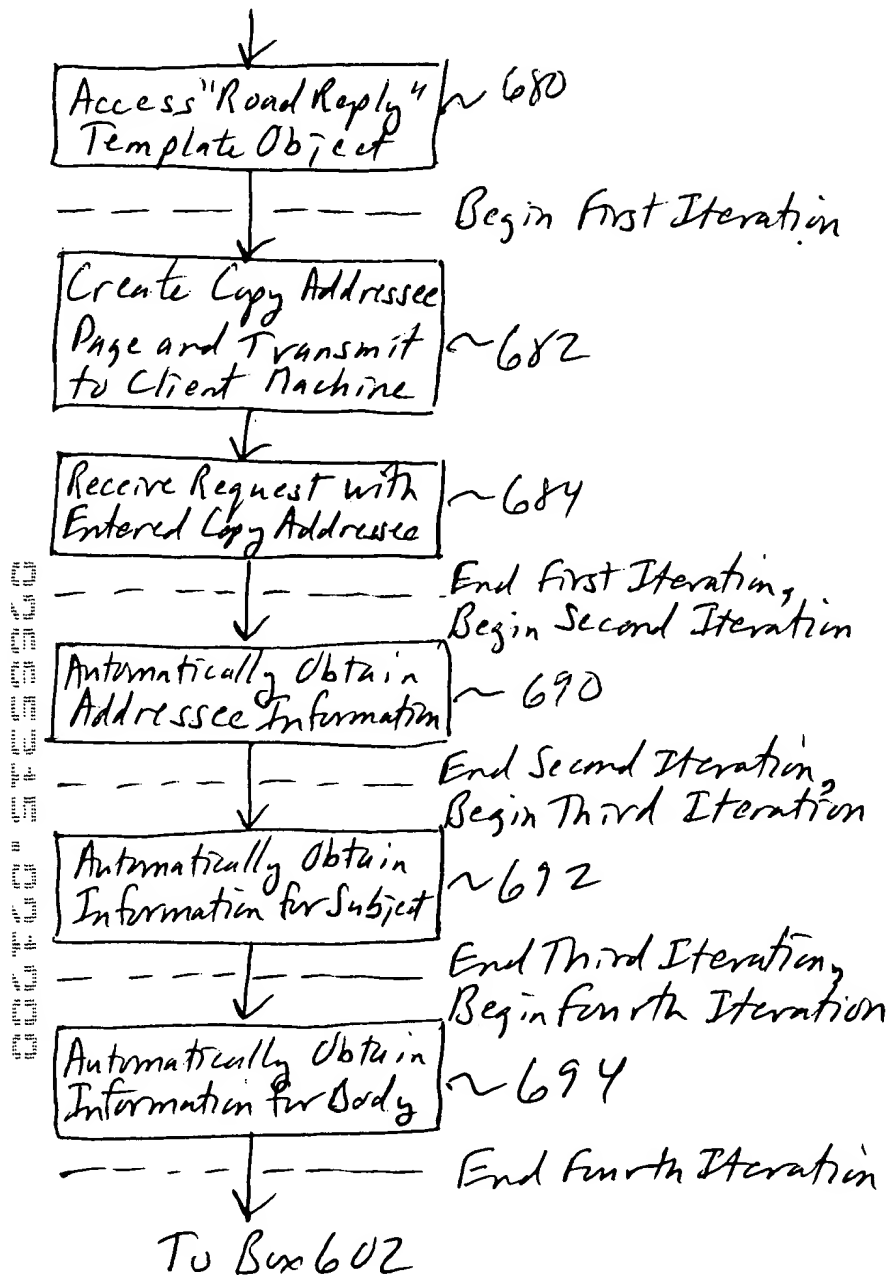 Access "Road Reply"
Template Object
~ 680
Begin First Iteration
Create Copy Addressee
Page and Transmit
to Client Machine
~ 682
Receive Request with
Entered Copy Addressee
~ 684
End First Iteration,
Begin Second Iteration
Automatically Obtain
Addressee Information
~ 690
End Second Iteration,
Begin Third Iteration
Automatically Obtain
Information for Subject
~ 692
End Third Iteration,
Begin Fourth Iteration
Automatically Obtain
Information for Body
~ 694
End Fourth Iteration
To Box 602